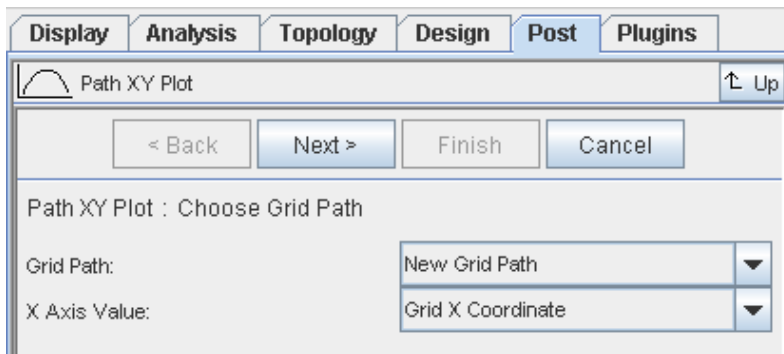 Display Analysis Topology Design Post Plugins
Path XY Plot Up
< Back Next > Finish Cancel
Path XY Plot : Choose Grid Path
Grid Path: New Grid Path
X Axis Value: Grid X Coordinate